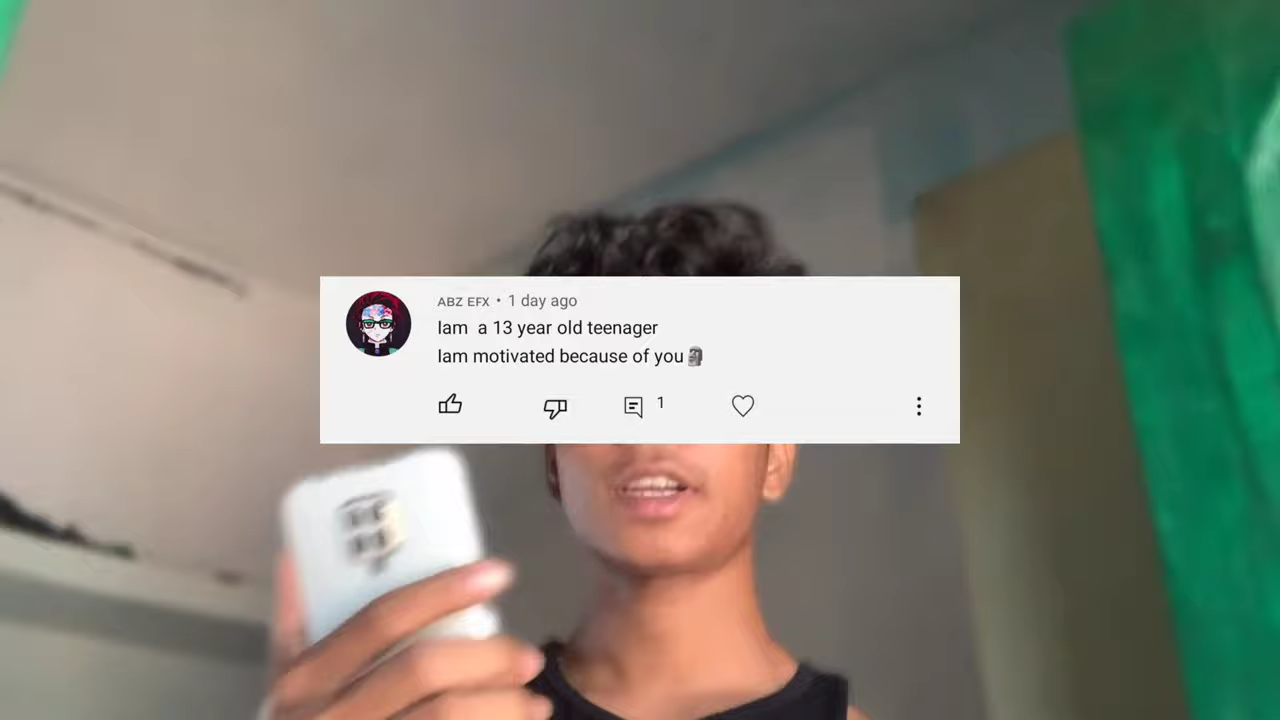 ABZ EFX • 1 day ago
Iam  a 13 year old teenager
Iam motivated because of you🗿
1